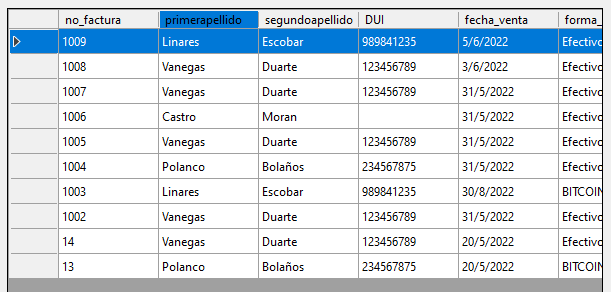 no_factura primerapellido segundoapellido DUI fecha_venta forma_
1009 Linares Escobar 989841235 5/6/2022 Efectivo
1008 Vanegas Duarte 123456789 3/6/2022 Efectivo
1007 Vanegas Duarte 123456789 31/5/2022 Efectivo
1006 Castro Moran 31/5/2022 Efectivo
1005 Vanegas Duarte 123456789 31/5/2022 Efectivo
1004 Polanco Bolaños 234567875 31/5/2022 Efectivo
1003 Linares Escobar 989841235 30/8/2022 BITCOIN
1002 Vanegas Duarte 123456789 31/5/2022 Efectivo
14 Vanegas Duarte 123456789 20/5/2022 Efectivo
13 Polanco Bolaños 234567875 20/5/2022 BITCOIN